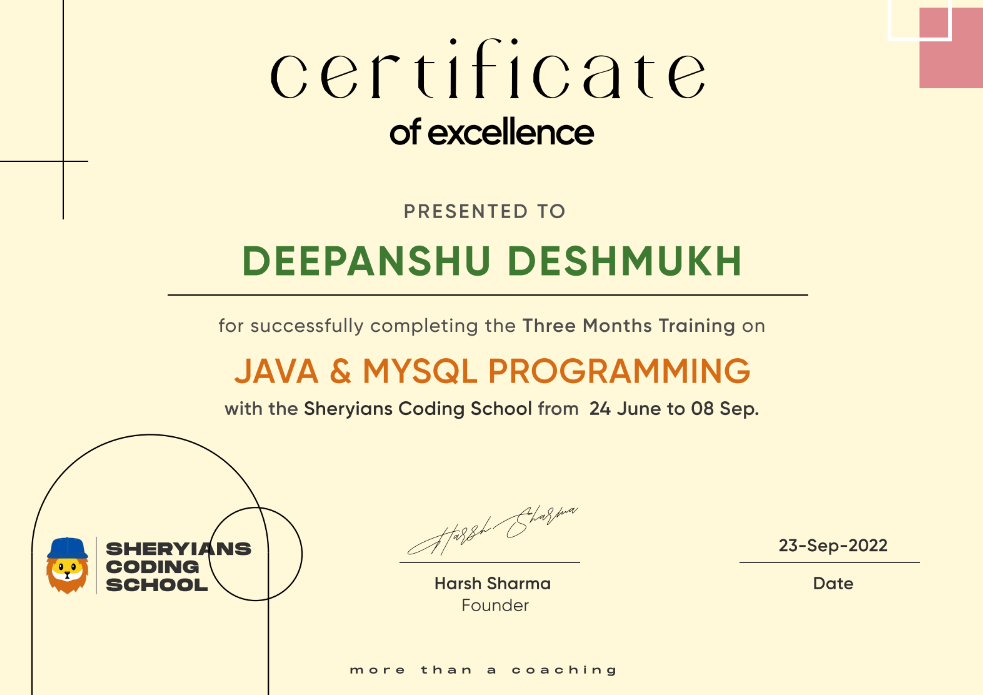 certificate
of excellence
PRESENTED TO
DEEPANSHU DESHMUKH
for successfully completing the Three Months Training on
JAVA & MYSQL PROGRAMMING
with the Sheryians Coding School from 24 June to 08 Sep.
SHERYIANS
CODING
SCHOOL
Harsh Sharma
Harsh Sharma
Founder
23-Sep-2022
Date
more than a coaching